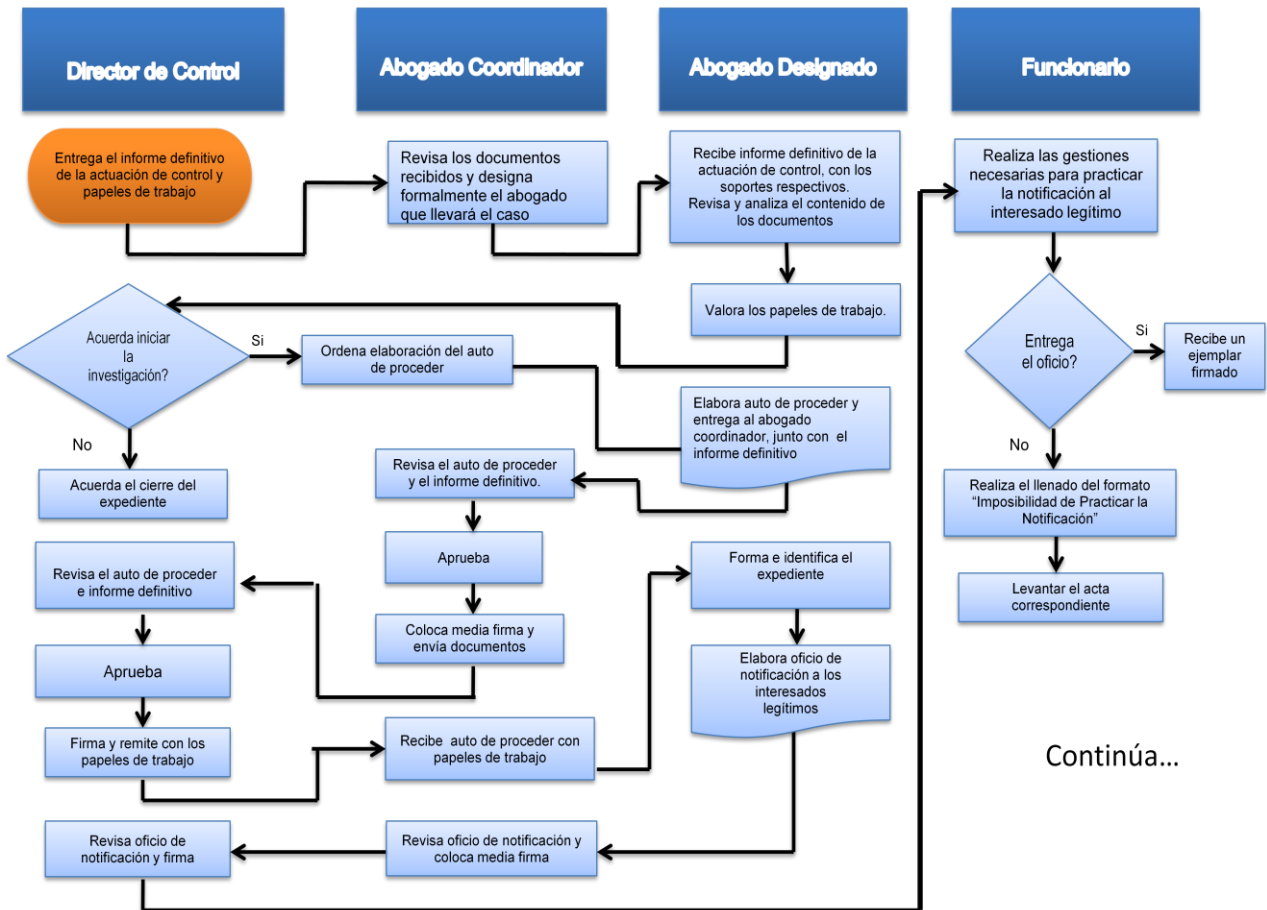 Director de Control
Abogado Coordinador
Abogado Designado
Funcionario
Entrega el informe definitivo
de la actuación de control y
papeles de trabajo
Revisa los documentos
recibidos y designa
formalmente el abogado
que llevará el caso
Recibe informe definitivo de la
actuación de control, con los
soportes respectivos.
Revisa y analiza el contenido de
los documentos
Realiza las gestiones
necesarias para practicar
la notificación al
interesado legítimo
Valora los papeles de trabajo.
Acuerda iniciar
la
investigación?
Si
Ordena elaboración del auto
de proceder
Entrega
el oficio?
Si
Recibe un
ejemplar
firmado
Elabora auto de proceder y
entrega al abogado
coordinador, junto con el
informe definitivo
No
No
Acuerda el cierre del
expediente
Revisa el auto de proceder
y el informe definitivo.
Realiza el llenado del formato
“Imposibilidad de Practicar la
Notificación”
Revisa el auto de proceder
e informe definitivo
Aprueba
Forma e identifica el
expediente
Levantar el acta
correspondiente
Coloca media firma y
envía documentos
Aprueba
Elabora oficio de
notificación a los
interesados
legítimos
Firma y remite con los
papeles de trabajo
Recibe auto de proceder con
papeles de trabajo
Continúa...
Revisa oficio de
notificación y firma
Revisa oficio de notificación y
coloca media firma